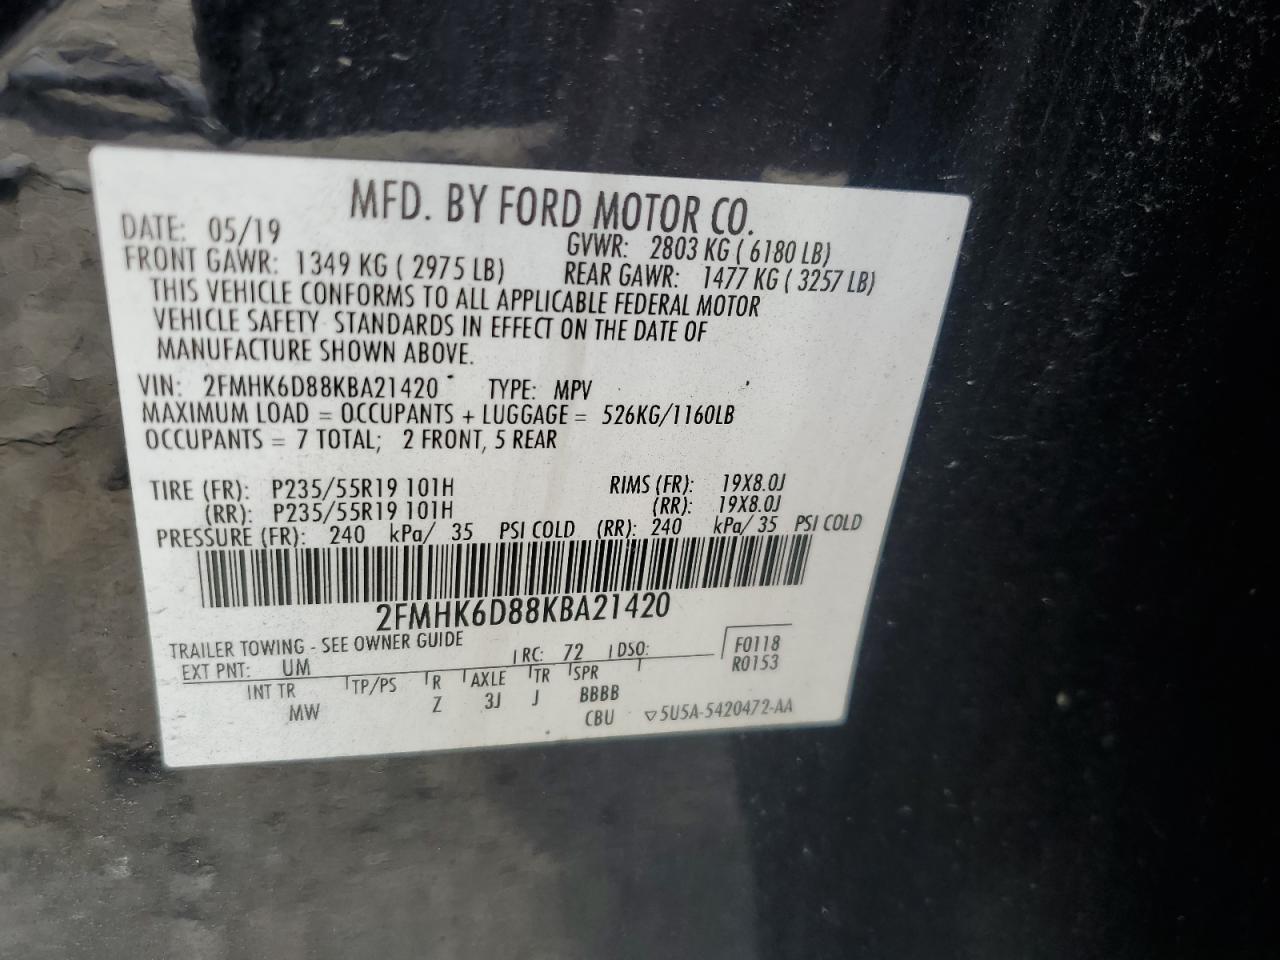 MFD. BY FORD MOTOR CO.
DATE: 05/19 GVWR: 2803 KG ( 6180 LB)
FRONT GAWR: 1349 KG ( 2975 LB) REAR GAWR: 1477 KG ( 3257 LB)
THIS VEHICLE CONFORMS TO ALL APPLICABLE FEDERAL MOTOR
VEHICLE SAFETY STANDARDS IN EFFECT ON THE DATE OF
MANUFACTURE SHOWN ABOVE.
VIN: 2FMHK6D88KBA21420 TYPE: MPV
MAXIMUM LOAD = OCCUPANTS + LUGGAGE = 526KG/1160LB
OCCUPANTS = 7 TOTAL; 2 FRONT, 5 REAR
TIRE (FR): P235/55R19 101H RIMS (FR): 19X8.0J
(RR): P235/55R19 101H (RR): 19X8.0J
PRESSURE (FR): 240 kPa/ 35 PSI COLD (RR): 240 kPa/ 35 PSI COLD
2FMHK6D88KBA21420
TRAILER TOWING - SEE OWNER GUIDE
EXT PNT: UM RC: 72 DSO: F0118
R0153
INT TR TP/PS R AXLE TR SPR
MW Z 3J J BBBB
CBU ▽5U5A-5420472-AA